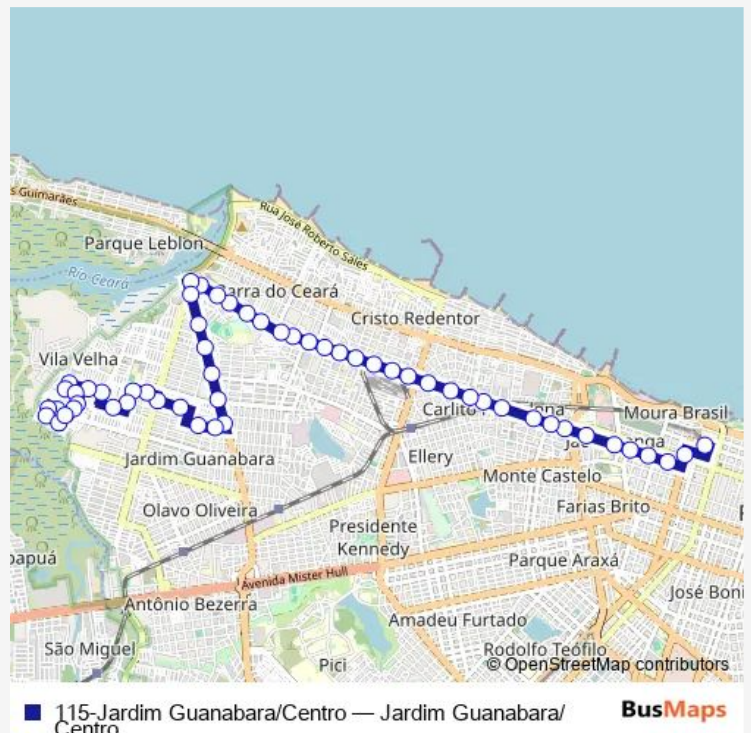 s Guimarães
Rua José Roberto Sales
Parque Leblon
Rio Ceará
Barra do Ceará
Cristo Redentor
Vila Velha
Moura Brasil
Jardim Guanabara
Ellery
Monte Castelo
Olavo Oliveira
Farias Brito
Presidente
Kennedy
papuá
Parque Araxá
Avenida Mister Hull
José Boni
Antônio Bezerra
Amadeu Furtado
São Miguel
Rodolfo Teófilo
Pici
© OpenStreetMap contributors
115-Jardim Guanabara/Centro — Jardim Guanabara/
Centro
BusMaps